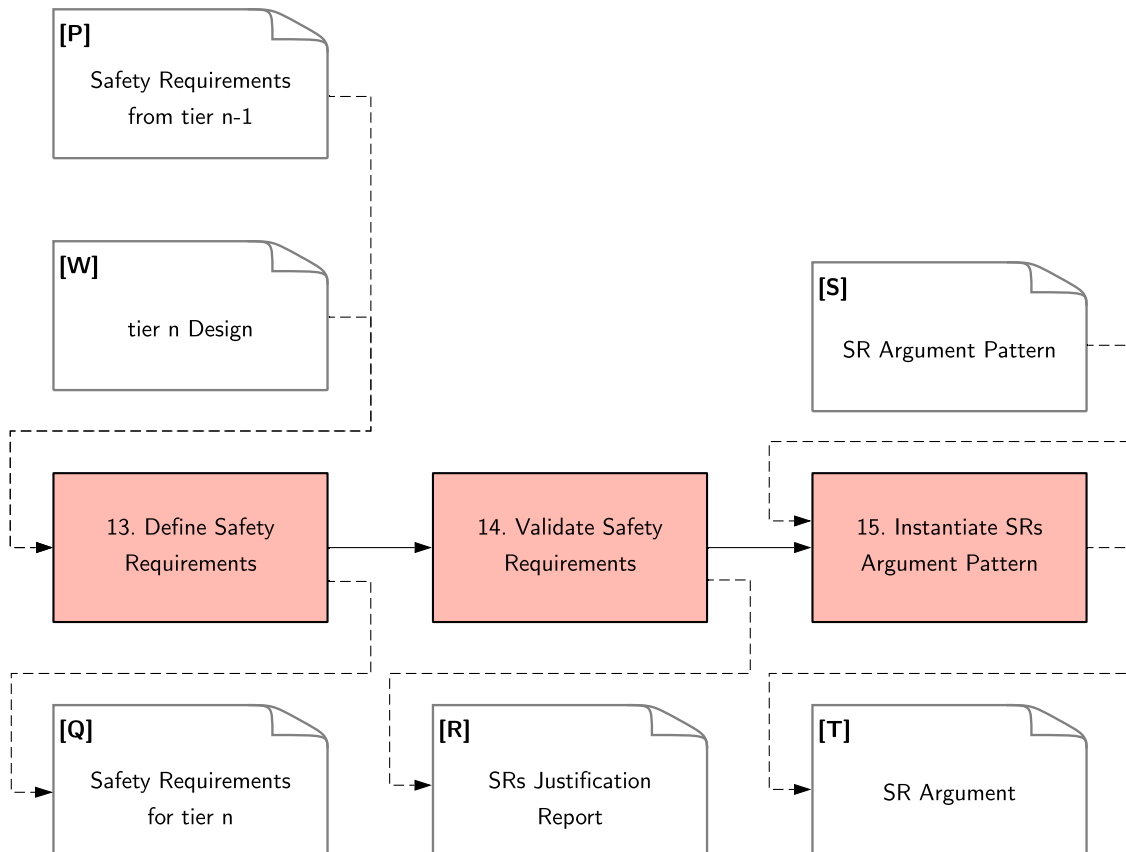 [P]
Safety Requirements
from tier n-1
[W]
tier n Design
[S]
SR Argument Pattern
13. Define Safety
Requirements
14. Validate Safety
Requirements
15. Instantiate SRs
Argument Pattern
[Q]
Safety Requirements
for tier n
[R]
SRs Justification
Report
[T]
SR Argument